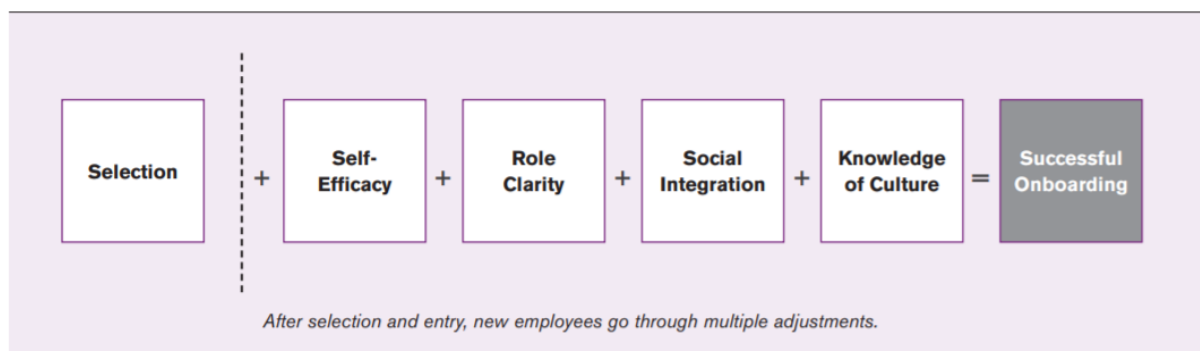 Selection
+
Self-
Efficacy
+
Role
Clarity
+
Social
Integration
+
Knowledge
of Culture
=
Successful
Onboarding
After selection and entry, new employees go through multiple adjustments.